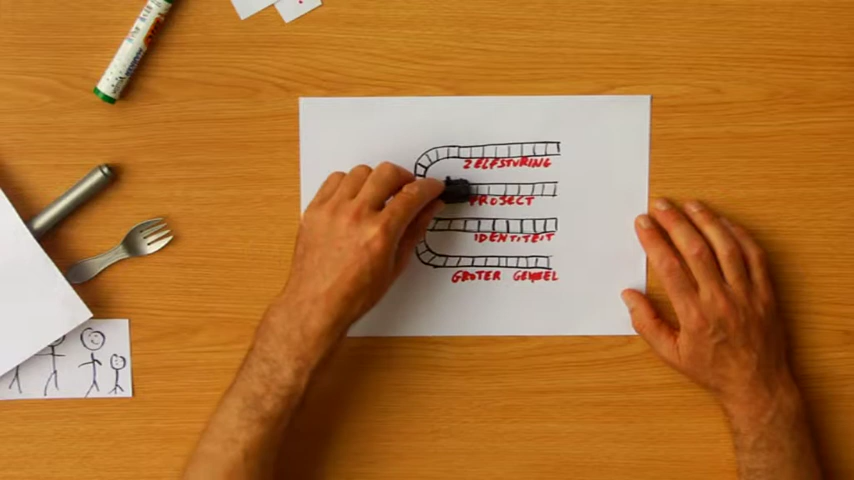 ZELFSTURING
PROJECT
IDENTITEIT
GROTER GEHEEL